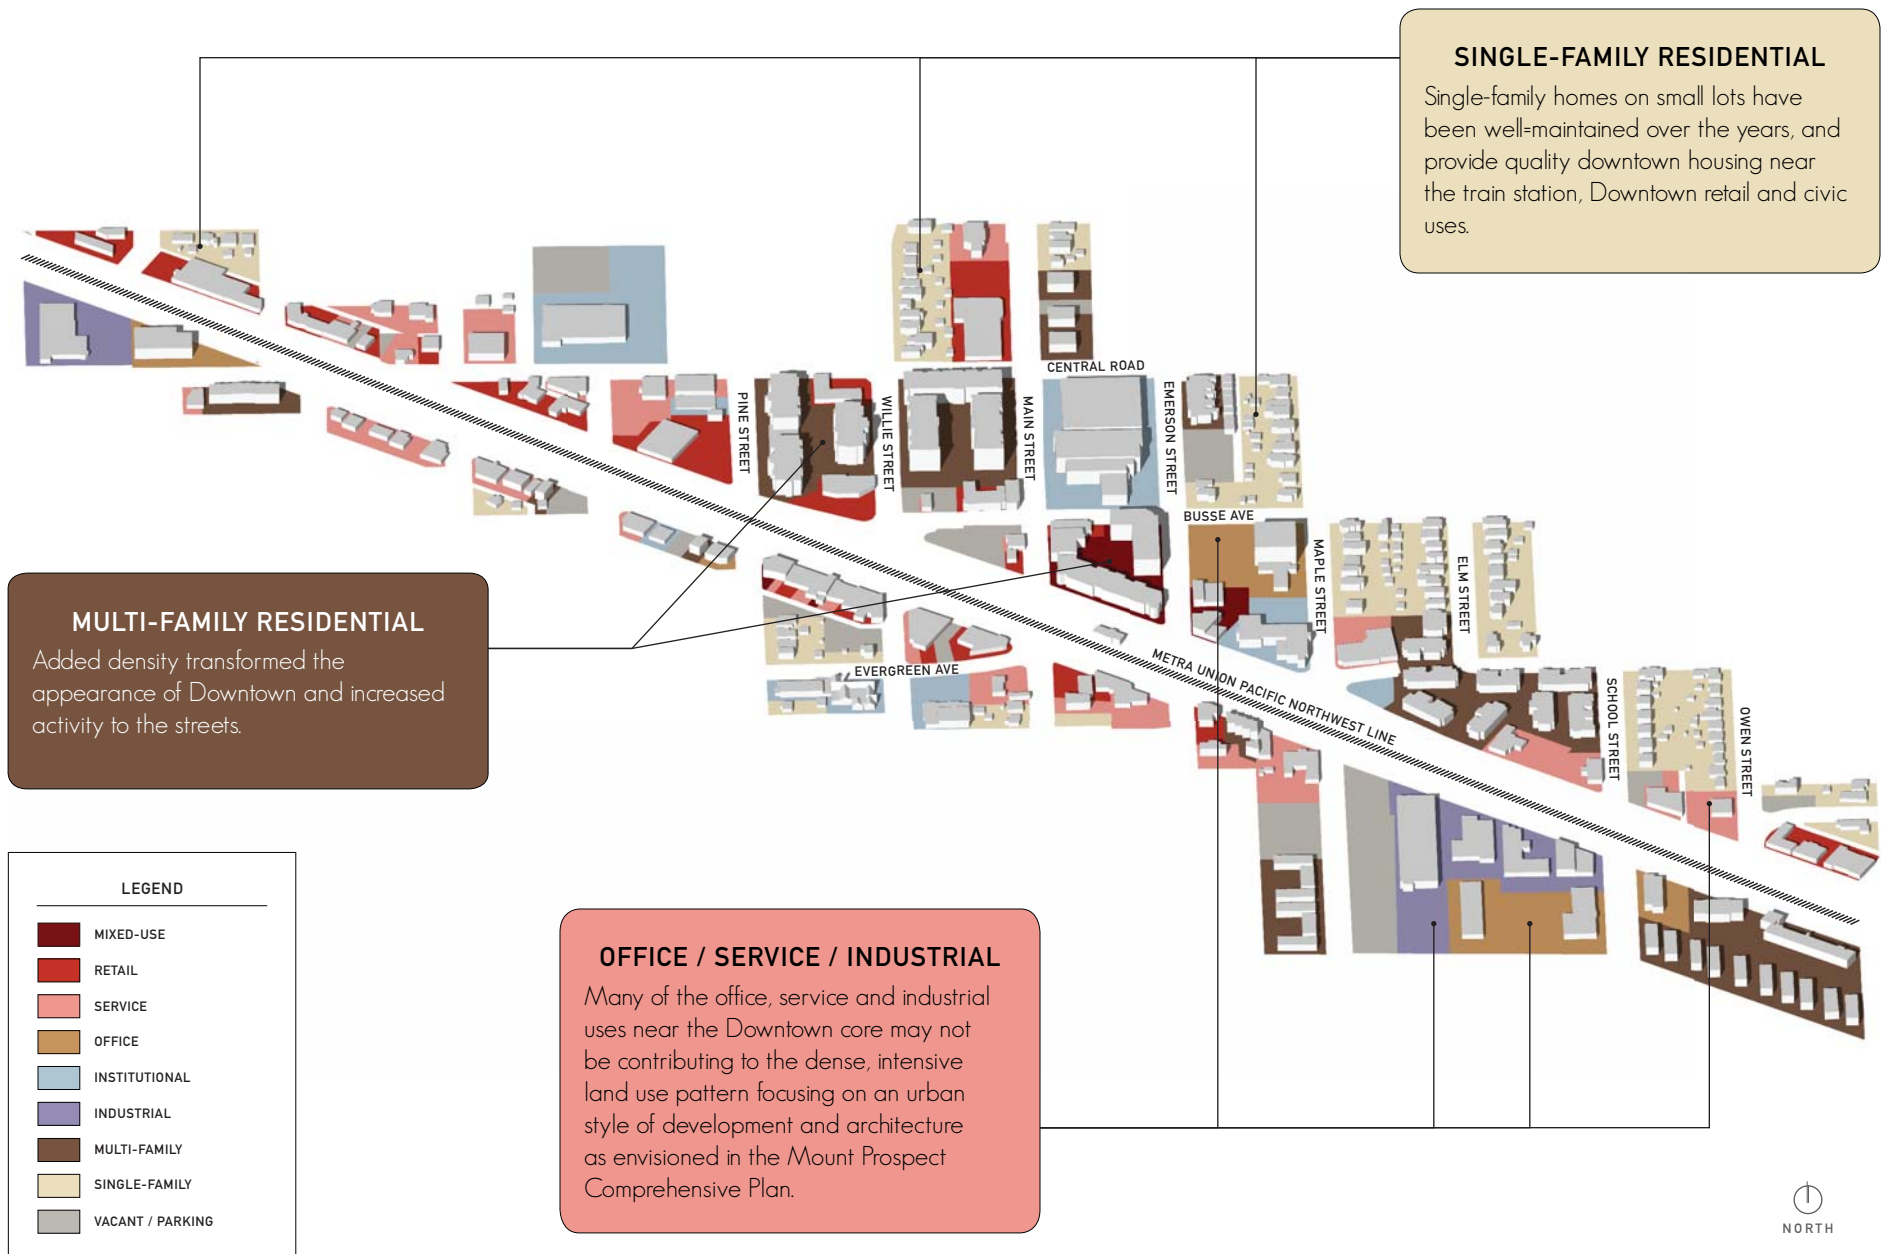 SINGLE-FAMILY RESIDENTIAL
Single-family homes on small lots have
been well=maintained over the years, and
provide quality downtown housing near
the train station, Downtown retail and civic
uses.
CENTRAL ROAD
PINE STREET
WILLIE STREET
MAIN STREET
EMERSON STREET
BUSSE AVE
MAPLE STREET
ELM STREET
EVERGREEN AVE
METRA UNION PACIFIC NORTHWEST LINE
SCHOOL STREET
OWEN STREET
MULTI-FAMILY RESIDENTIAL
Added density transformed the
appearance of Downtown and increased
activity to the streets.
LEGEND
MIXED-USE
RETAIL
SERVICE
OFFICE
INSTITUTIONAL
INDUSTRIAL
MULTI-FAMILY
SINGLE-FAMILY
VACANT / PARKING
OFFICE / SERVICE / INDUSTRIAL
Many of the office, service and industrial
uses near the Downtown core may not
be contributing to the dense, intensive
land use pattern focusing on an urban
style of development and architecture
as envisioned in the Mount Prospect
Comprehensive Plan.
NORTH